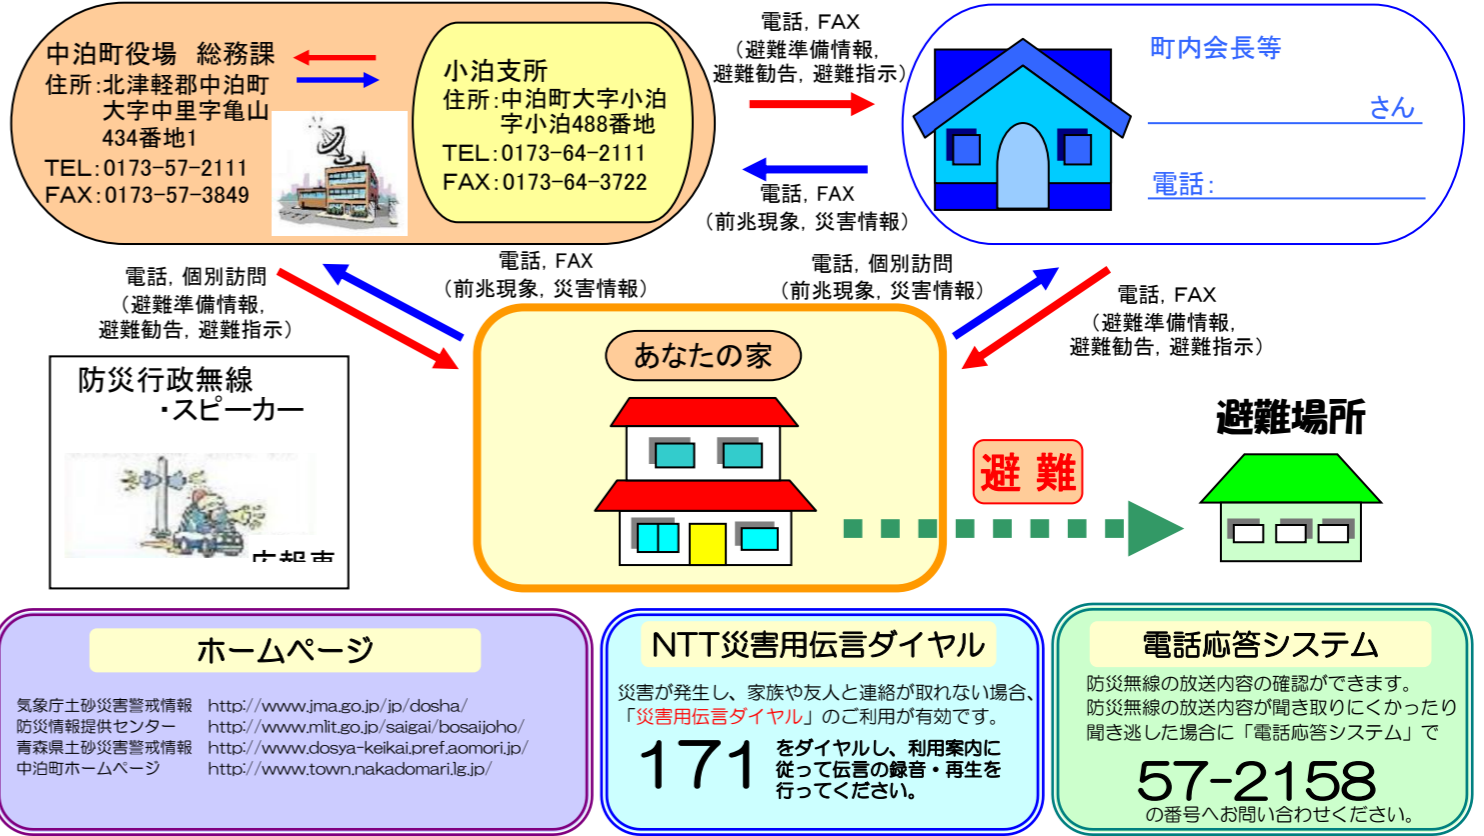 中泊町役場　総務課
住所:北津軽郡中泊町
大字中里字亀山
434番地1
TEL:0173-57-2111
FAX:0173-57-3849
小泊支所
住所:中泊町大字小泊
字小泊488番地
TEL:0173-64-2111
FAX:0173-64-3722
電話, FAX
(避難準備情報,
避難勧告, 避難指示)
電話, FAX
(前兆現象, 災害情報)
町内会長等
さん
電話:
電話, 個別訪問
(避難準備情報,
避難勧告, 避難指示)
電話, FAX
(前兆現象, 災害情報)
電話, 個別訪問
(前兆現象, 災害情報)
電話, FAX
(避難準備情報,
避難勧告, 避難指示)
防災行政無線
・スピーカー
広報車
あなたの家
避難
避難場所
ホームページ
気象庁土砂災害警戒情報　http://www.jma.go.jp/jp/dosha/
防災情報提供センター　http://www.mlit.go.jp/saigai/bosaijoho/
青森県土砂災害警戒情報　http://www.dosya-keikai.pref.aomori.jp/
中泊町ホームページ　http://www.town.nakadomari.lg.jp/
NTT災害用伝言ダイヤル
災害が発生し、家族や友人と連絡が取れない場合、
「災害用伝言ダイヤル」のご利用が有効です。
171
をダイヤルし、利用案内に
従って伝言の録音・再生を
行ってください。
電話応答システム
防災無線の放送内容の確認ができます。
防災無線の放送内容が聞き取りにくかったり
聞き逃した場合に「電話応答システム」で
57-2158
の番号へお問い合わせください。